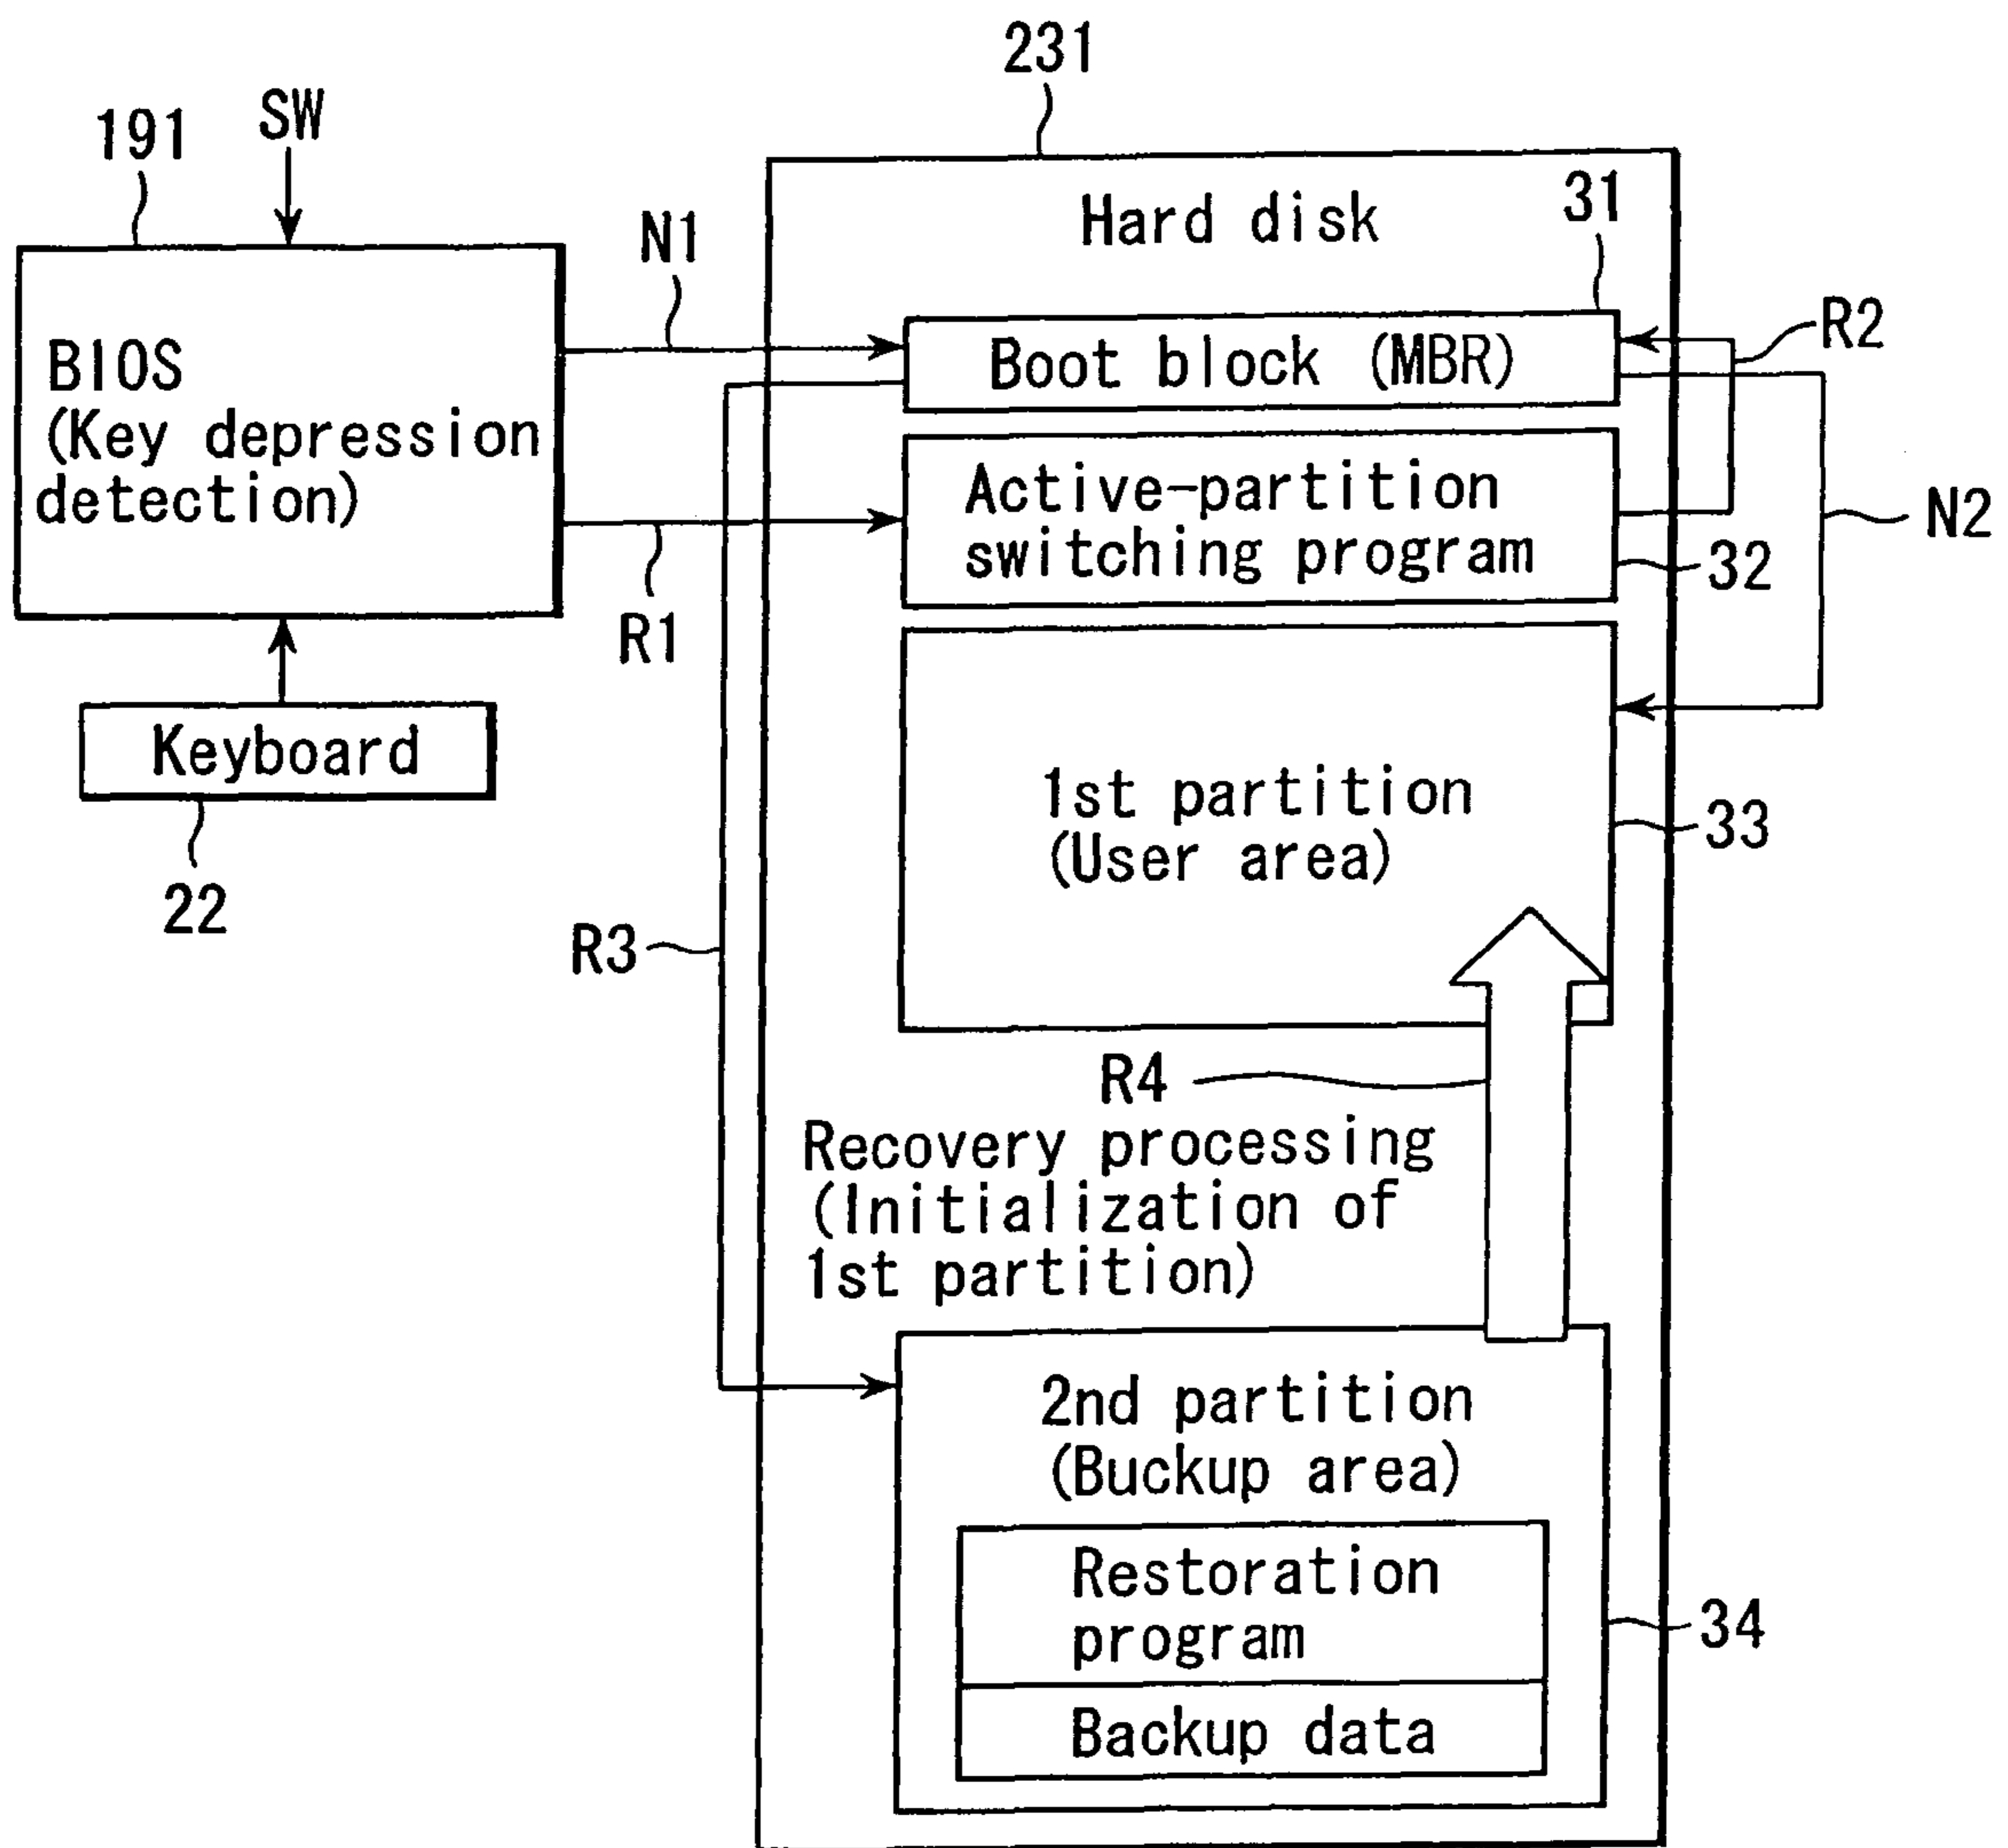 231
SW
191
Hard disk
31
N1
R2
BIOS
(Key depression
detection)
Boot block (MBR)
Active-partition
switching program
N2
32
R1
Keyboard
22
1st partition
(User area)
33
R3
R4
Recovery processing
(Initialization of
1st partition)
2nd partition
(Buckup area)
Restoration
program
34
Backup data